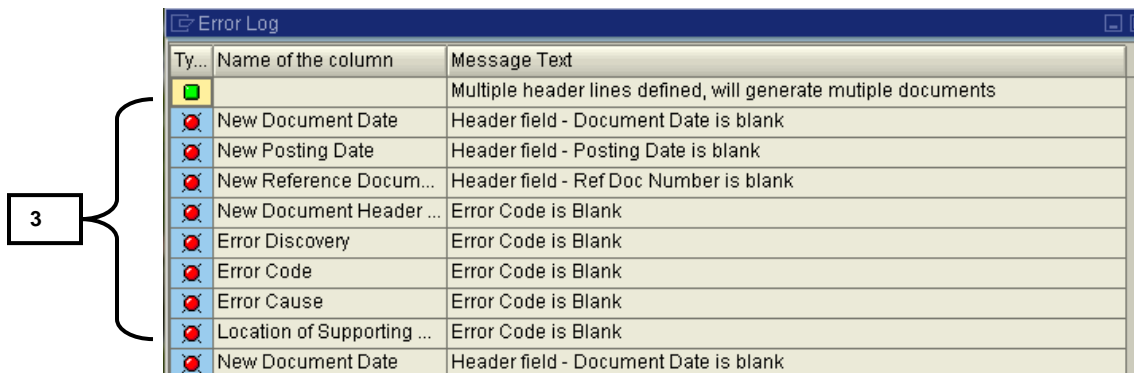 Error Log
Ty... Name of the column Message Text
Multiple header lines defined, will generate mutiple documents
New Document Date Header field - Document Date is blank
New Posting Date Header field - Posting Date is blank
New Reference Docum... Header field - Ref Doc Number is blank
New Document Header ... Error Code is Blank
3
Error Discovery Error Code is Blank
Error Code Error Code is Blank
Error Cause Error Code is Blank
Location of Supporting ... Error Code is Blank
New Document Date Header field - Document Date is blank